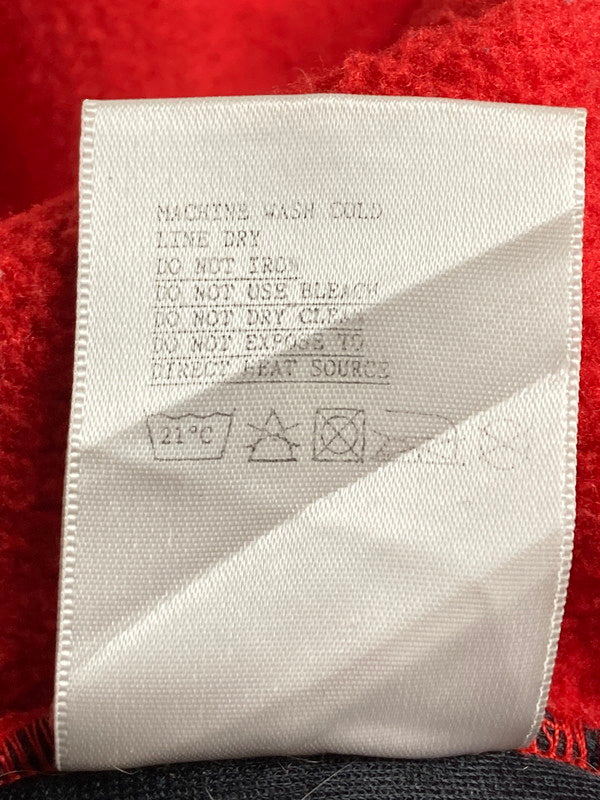 MACHINE WASH COLD
LINE DRY
DO NOT IRON
DO NOT USE BLEACH
DO NOT DRY CLEAN
DO NOT EXPOSE TO
DIRECT HEAT SOURCE
21°C